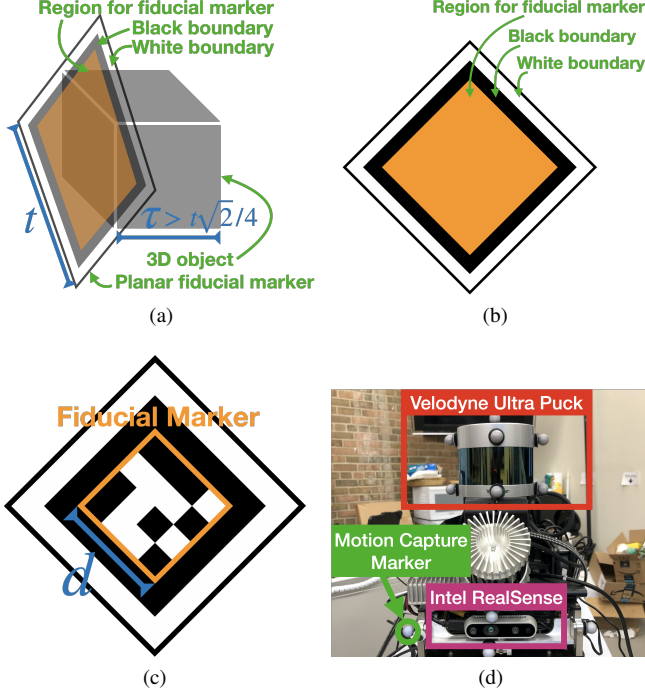 Region for fiducial marker
Black boundary
White boundary
t
τ > t√2/4
3D object
Planar fiducial marker
(a)
Region for fiducial marker
Black boundary
White boundary
(b)
Fiducial Marker
d
(c)
Velodyne Ultra Puck
Motion Capture
Marker
Intel RealSense
(d)